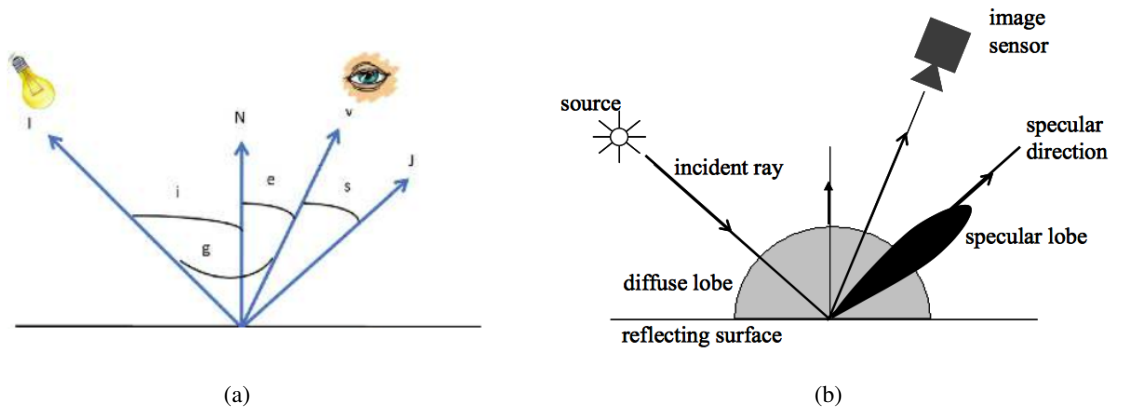 I
N
v
J
i
e
s
g
(a)
image
sensor
source
incident ray
specular
direction
specular lobe
diffuse lobe
reflecting surface
(b)